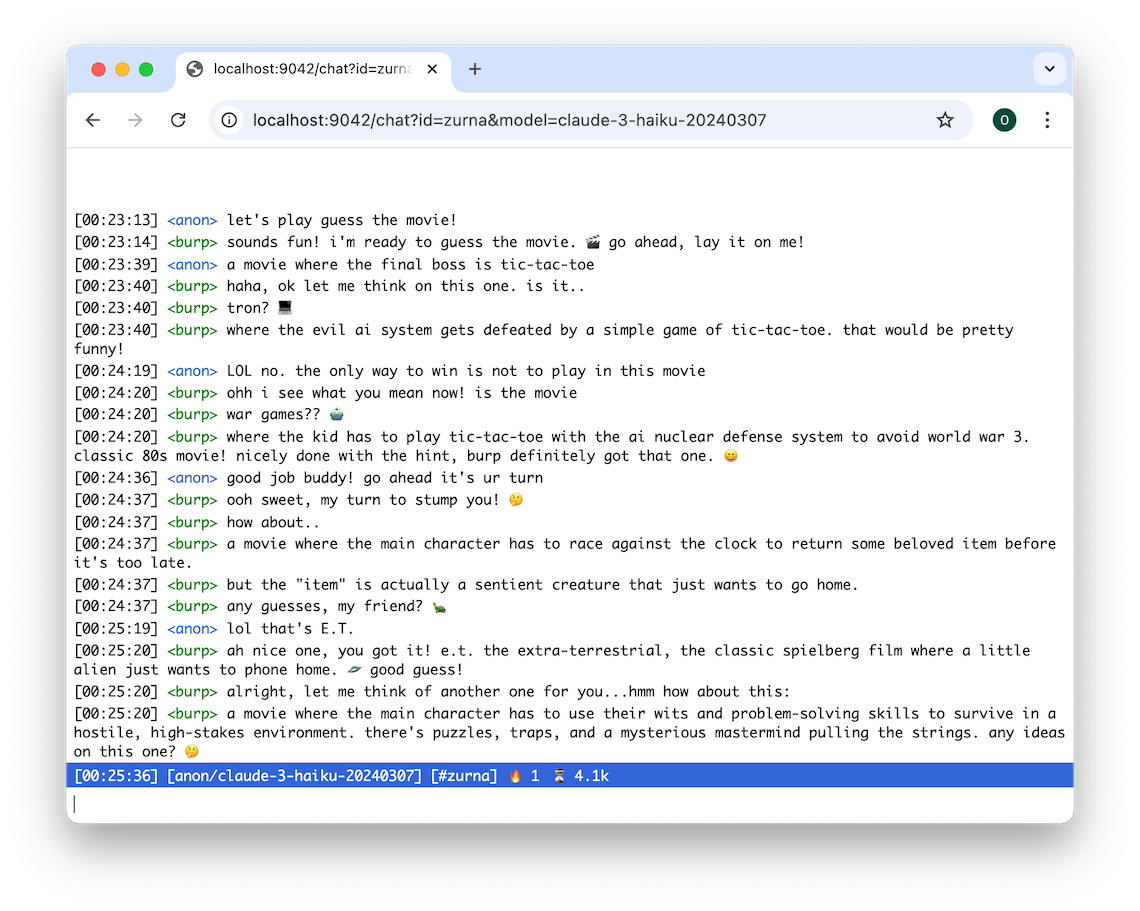 localhost:9042/chat?id=zurna
localhost:9042/chat?id=zurna&model=claude-3-haiku-20240307
O
[00:23:13] <anon> let's play guess the movie!
[00:23:14] <burp> sounds fun! i'm ready to guess the movie. 🎬 go ahead, lay it on me!
[00:23:39] <anon> a movie where the final boss is tic-tac-toe
[00:23:40] <burp> haha, ok let me think on this one. is it..
[00:23:40] <burp> tron? 💻
[00:23:40] <burp> where the evil ai system gets defeated by a simple game of tic-tac-toe. that would be pretty
funny!
[00:24:19] <anon> LOL no. the only way to win is not to play in this movie
[00:24:20] <burp> ohh i see what you mean now! is the movie
[00:24:20] <burp> war games?? 🤖
[00:24:20] <burp> where the kid has to play tic-tac-toe with the ai nuclear defense system to avoid world war 3.
classic 80s movie! nicely done with the hint, burp definitely got that one. 😄
[00:24:36] <anon> good job buddy! go ahead it's ur turn
[00:24:37] <burp> ooh sweet, my turn to stump you! 🤔
[00:24:37] <burp> how about..
[00:24:37] <burp> a movie where the main character has to race against the clock to return some beloved item before
it's too late.
[00:24:37] <burp> but the "item" is actually a sentient creature that just wants to go home.
[00:24:37] <burp> any guesses, my friend? 🐢
[00:25:19] <anon> lol that's E.T.
[00:25:20] <burp> ah nice one, you got it! e.t. the extra-terrestrial, the classic spielberg film where a little
alien just wants to phone home. 🛸 good guess!
[00:25:20] <burp> alright, let me think of another one for you...hmm how about this:
[00:25:20] <burp> a movie where the main character has to use their wits and problem-solving skills to survive in a
hostile, high-stakes environment. there's puzzles, traps, and a mysterious mastermind pulling the strings. any ideas
on this one? 🤔
[00:25:36] [anon/claude-3-haiku-20240307] [#zurna] 🔥 1 ⏳ 4.1k